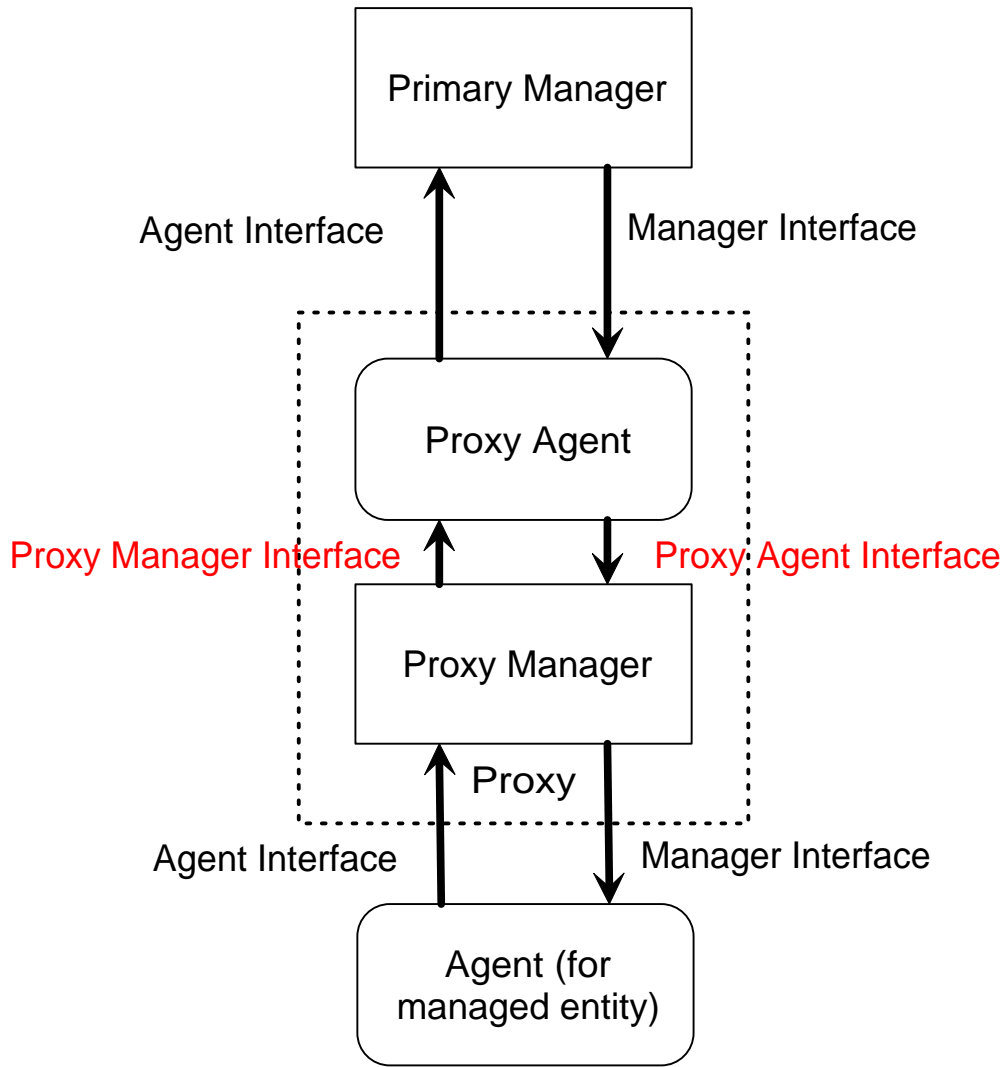 Primary Manager
Agent Interface
Manager Interface
Proxy Agent
Proxy Manager Interface
Proxy Agent Interface
Proxy Manager
Proxy
Agent Interface
Manager Interface
Agent (for
managed entity)